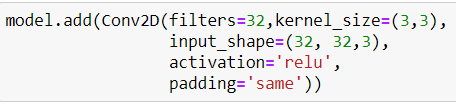 model.add(Conv2D(filters=32,kernel_size=(3,3),
input_shape=(32, 32,3),
activation='relu',
padding='same'))